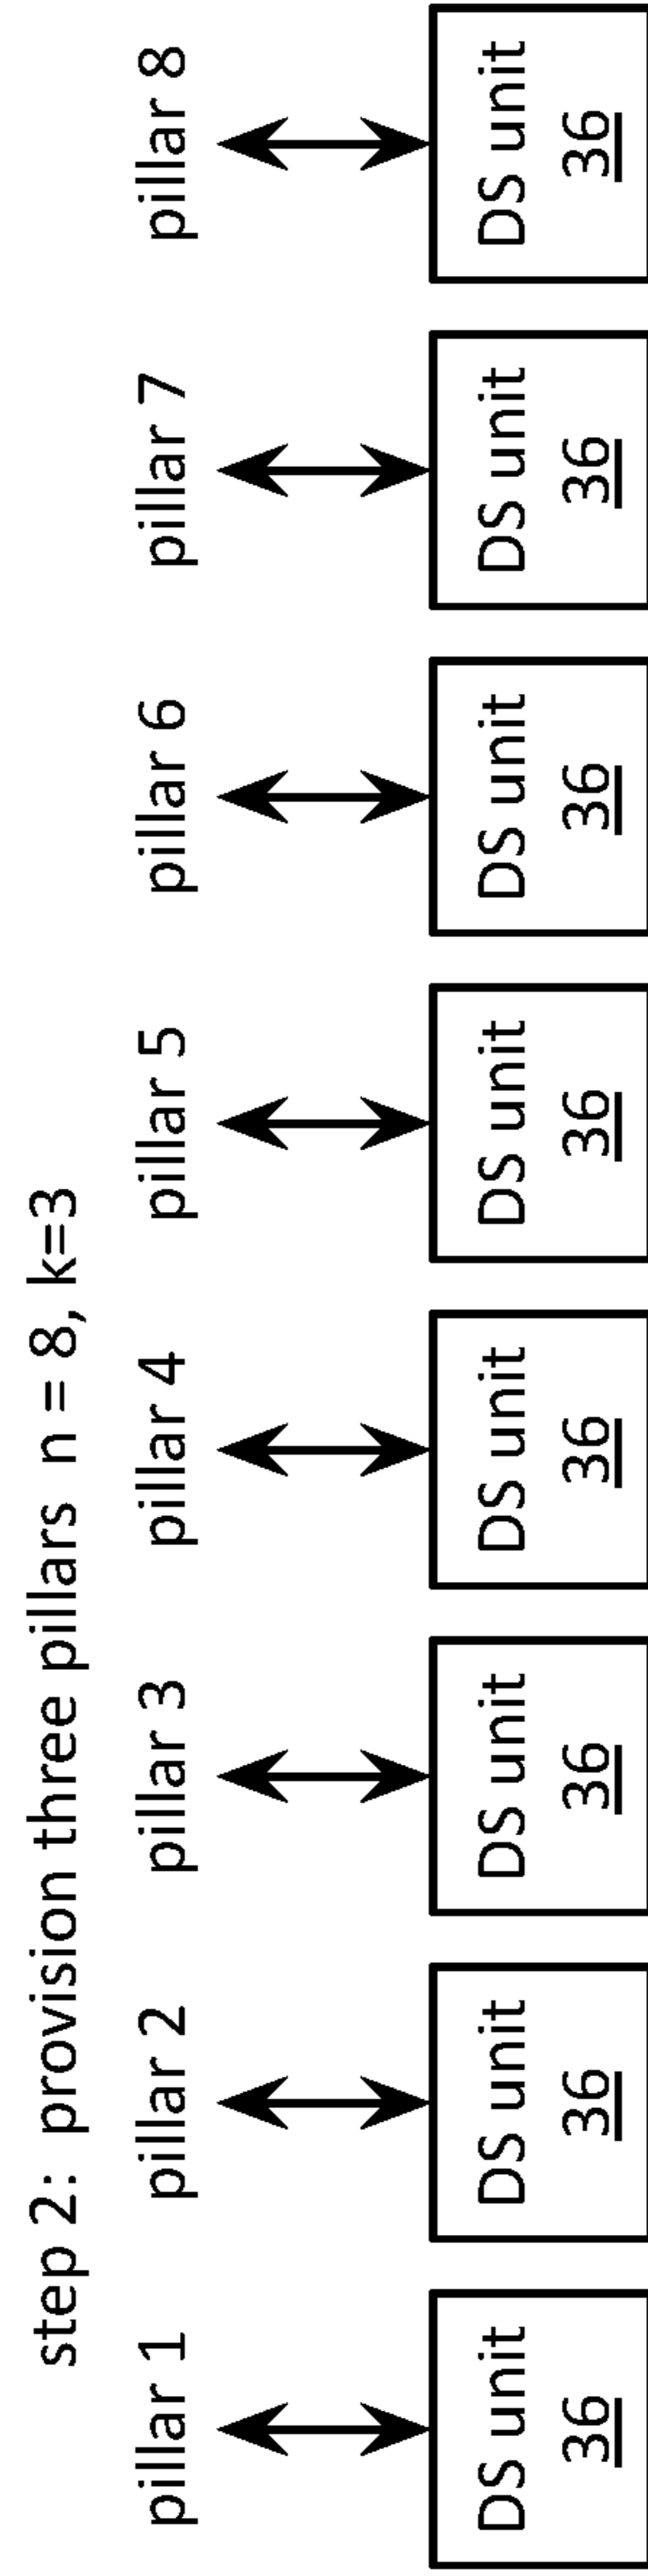 step 2:  provision three pillars  n = 8, k=3
pillar 1
pillar 2
pillar 3
pillar 4
pillar 5
pillar 6
pillar 7
pillar 8
DS unit
36
DS unit
36
DS unit
36
DS unit
36
DS unit
36
DS unit
36
DS unit
36
DS unit
36